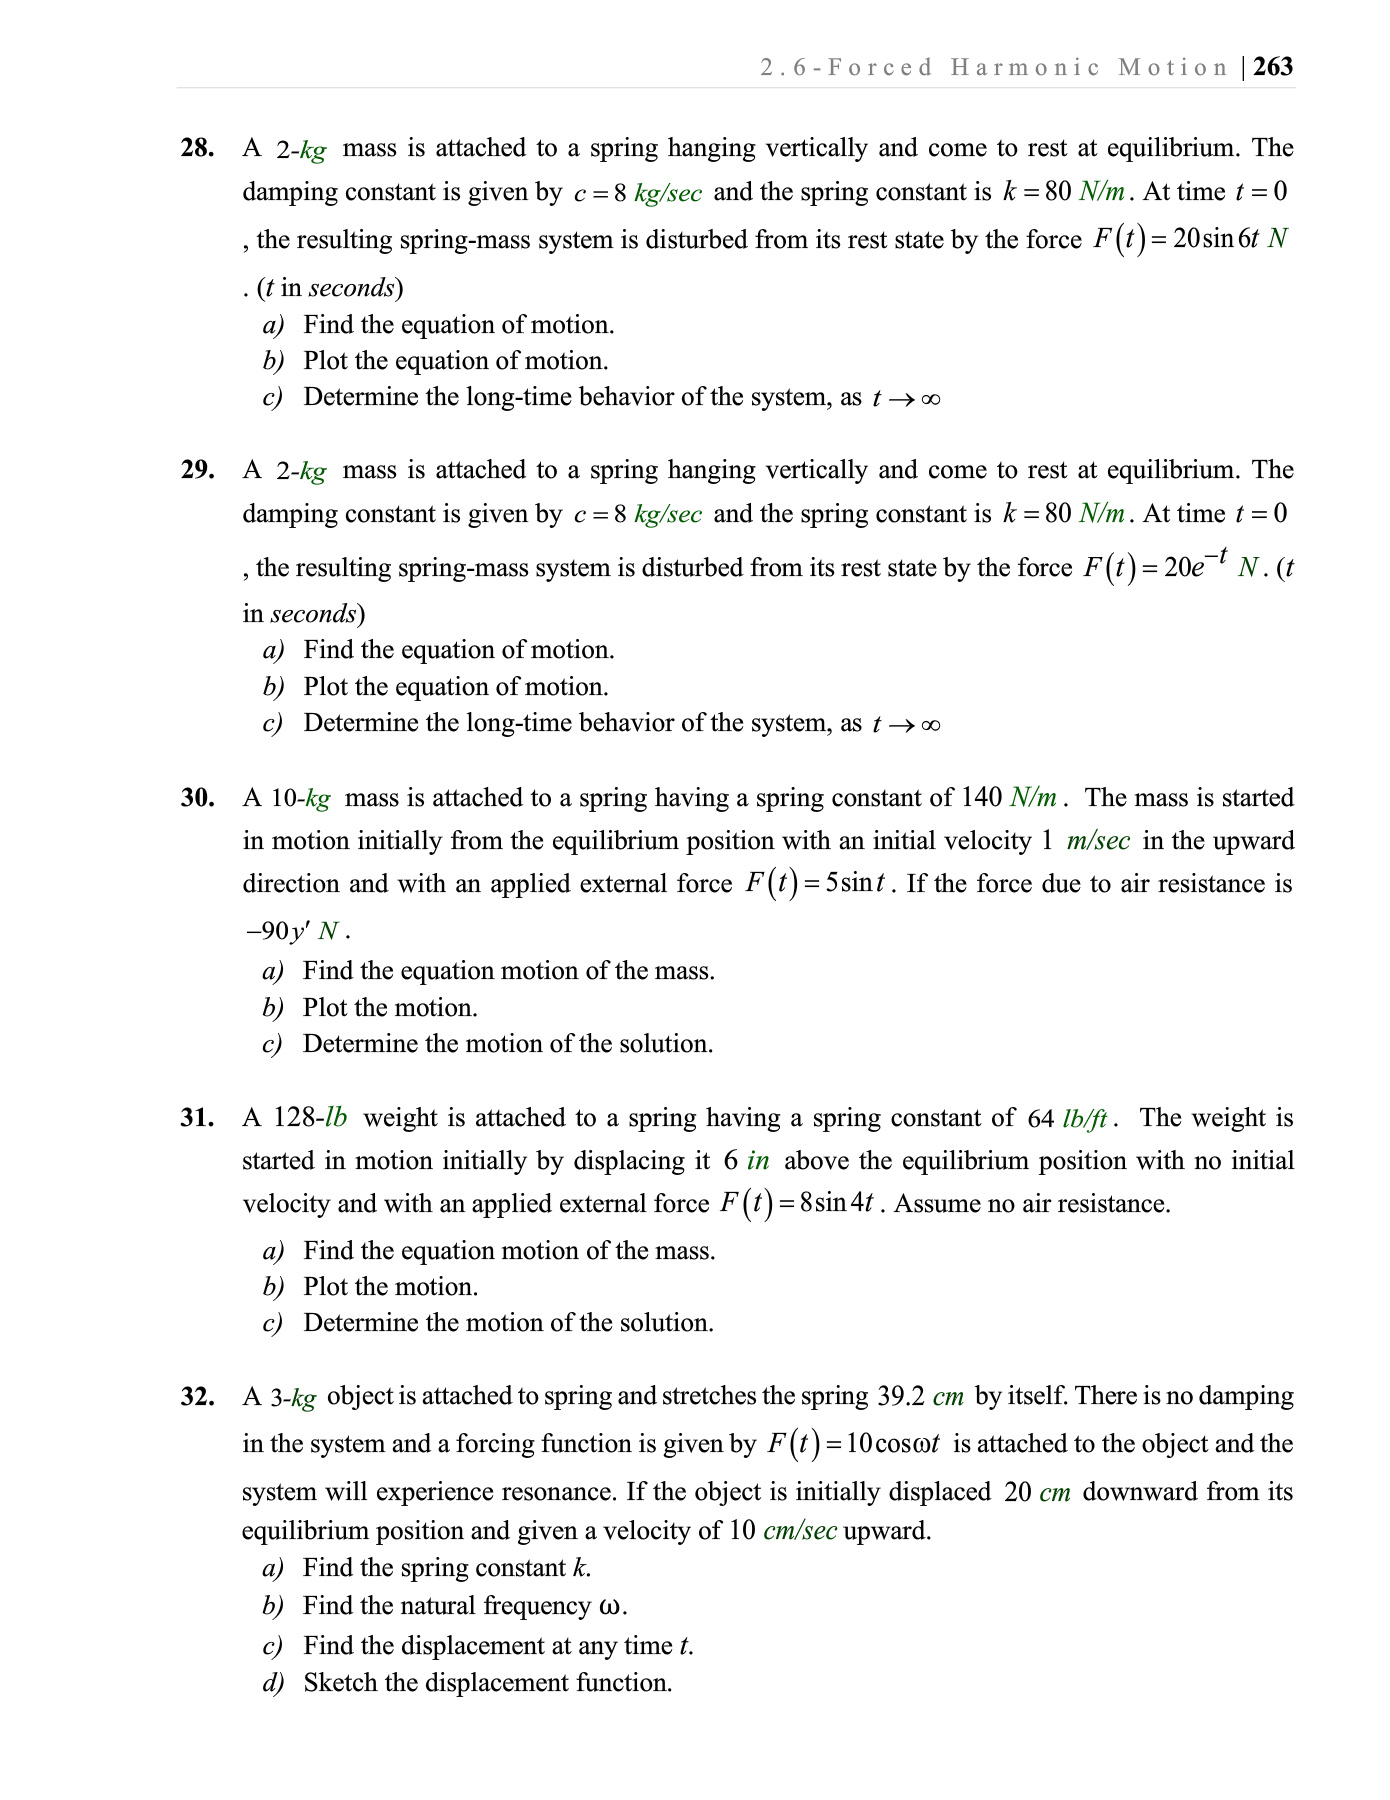 2.6-Forced Harmonic Motion | 263
28. A 2-kg mass is attached to a spring hanging vertically and come to rest at equilibrium. The
damping constant is given by c = 8 kg/sec and the spring constant is k = 80 N/m. At time t = 0
, the resulting spring-mass system is disturbed from its rest state by the force F(t) = 20 sin 6t N
. (t in seconds)
a) Find the equation of motion.
b) Plot the equation of motion.
c) Determine the long-time behavior of the system, as t → ∞
29. A 2-kg mass is attached to a spring hanging vertically and come to rest at equilibrium. The
damping constant is given by c = 8 kg/sec and the spring constant is k = 80 N/m. At time t = 0
, the resulting spring-mass system is disturbed from its rest state by the force F(t) = 20e^{-t} N. (t
in seconds)
a) Find the equation of motion.
b) Plot the equation of motion.
c) Determine the long-time behavior of the system, as t → ∞
30. A 10-kg mass is attached to a spring having a spring constant of 140 N/m. The mass is started
in motion initially from the equilibrium position with an initial velocity 1 m/sec in the upward
direction and with an applied external force F(t) = 5 sin t. If the force due to air resistance is
−90y′ N.
a) Find the equation motion of the mass.
b) Plot the motion.
c) Determine the motion of the solution.
31. A 128-lb weight is attached to a spring having a spring constant of 64 lb/ft. The weight is
started in motion initially by displacing it 6 in above the equilibrium position with no initial
velocity and with an applied external force F(t) = 8 sin 4t. Assume no air resistance.
a) Find the equation motion of the mass.
b) Plot the motion.
c) Determine the motion of the solution.
32. A 3-kg object is attached to spring and stretches the spring 39.2 cm by itself. There is no damping
in the system and a forcing function is given by F(t) = 10 cos ωt is attached to the object and the
system will experience resonance. If the object is initially displaced 20 cm downward from its
equilibrium position and given a velocity of 10 cm/sec upward.
a) Find the spring constant k.
b) Find the natural frequency ω.
c) Find the displacement at any time t.
d) Sketch the displacement function.